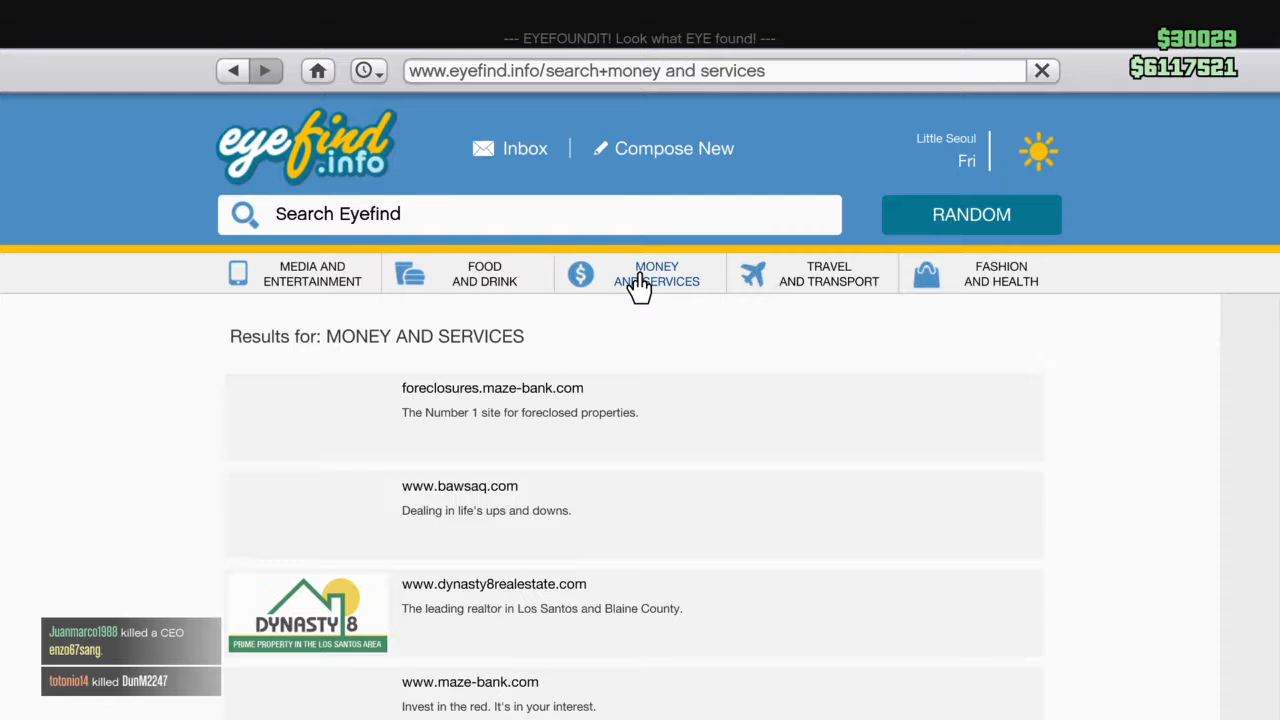 --- EYEFOUNDIT! Look what EYE found! ---
$30029
$6117521
www.eyefind.info/search+money and services
eyefind
.info
Inbox
Compose New
Little Seoul
Fri
Search Eyefind
RANDOM
MEDIA AND
ENTERTAINMENT
FOOD
AND DRINK
MONEY
AND SERVICES
TRAVEL
AND TRANSPORT
FASHION
AND HEALTH
Results for: MONEY AND SERVICES
foreclosures.maze-bank.com
The Number 1 site for foreclosed properties.
www.bawsaq.com
Dealing in life's ups and downs.
DYNASTY 8
PRIME PROPERTY IN THE LOS SANTOS AREA
www.dynasty8realestate.com
The leading realtor in Los Santos and Blaine County.
www.maze-bank.com
Invest in the red. It's in your interest.
Juanmarco1988 killed a CEO
enzo67sang.
totonio14 killed DunM2247